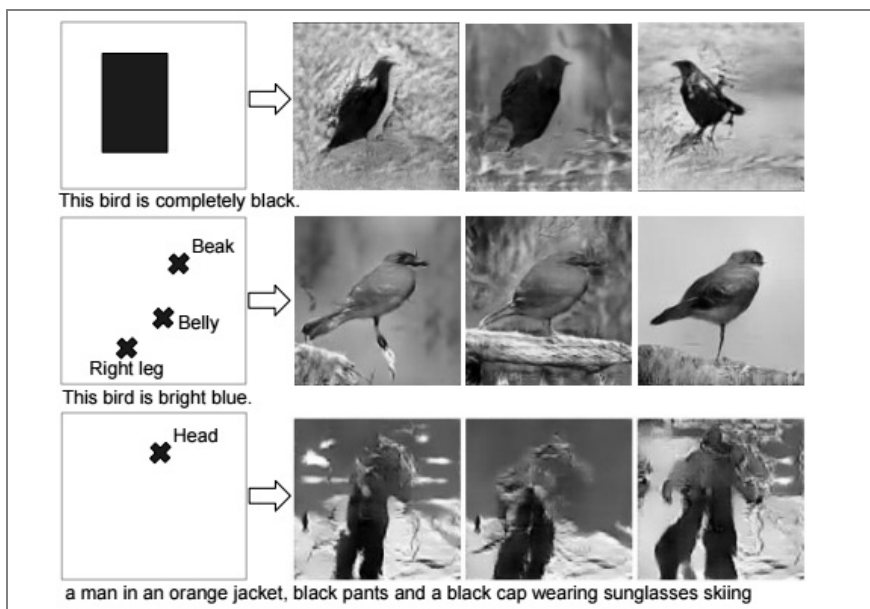 This bird is completely black.
Beak
Belly
Right leg
This bird is bright blue.
Head
a man in an orange jacket, black pants and a black cap wearing sunglasses skiing